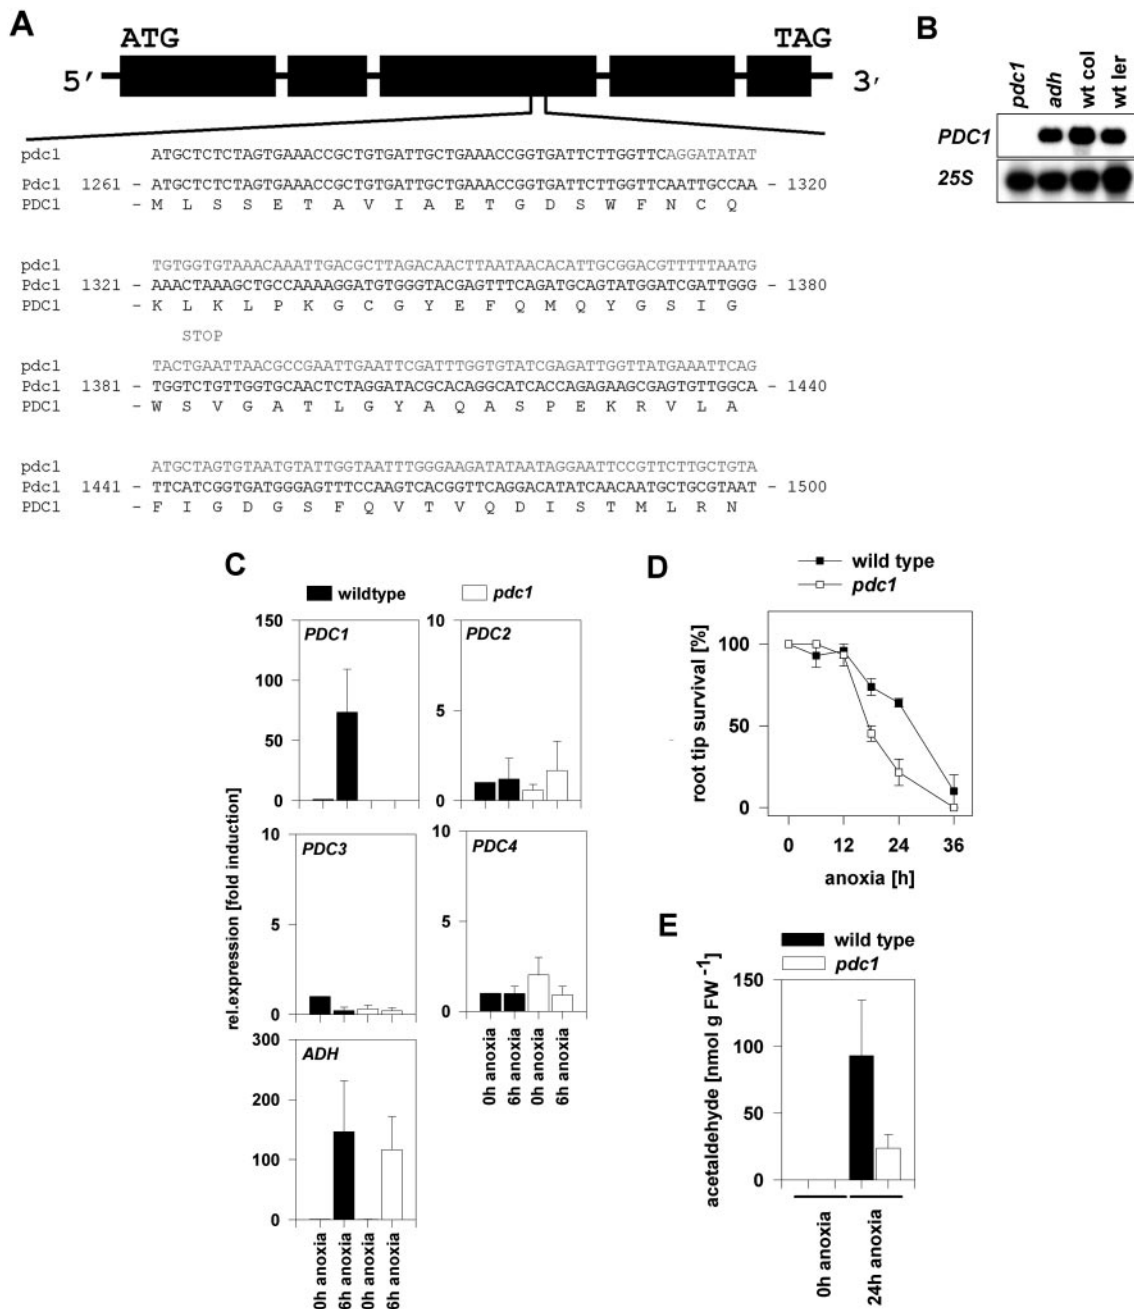 A
ATG TAG
5' 3'
pdc1 ATGCTCTCTAGTGAAACCGCTGTGATTGCTGAAACCGGTGATTCTTGGTTCAGGATATAT
Pdc1 1261 - ATGCTCTCTAGTGAAACCGCTGTGATTGCTGAAACCGGTGATTCTTGGTTCAATTGCCAA - 1320
PDC1 - M L S S E T A V I A E T G D S W F N C Q
pdc1 TGTGGTGTAAACAAATTGACGCTTAGACAACTTAATAACACATTGCGGACGTTTTTAATG
Pdc1 1321 - AAACTAAAGCTGCCAAAAGGATGTGGGTACGAGTTTCAGATGCAGTATGGATCGATTGGG - 1380
PDC1 - K L K L P K G C G Y E F Q M Q Y G S I G
STOP
pdc1 TACTGAATTAACGCCGAATTGAATTCGATTTGGTGTATCGAGATTGGTTATGAAATTCAG
Pdc1 1381 - TGGTCTGTTGGTGCAACTCTAGGATACGCACAGGCATCACCAGAGAAGCGAGTGTTGGCA - 1440
PDC1 - W S V G A T L G Y A Q A S P E K R V L A
pdc1 ATGCTAGTGTAATGTATTGGTAATTTGGGAAGATATAATAGGAATTCCGTTCTTGCTGTA
Pdc1 1441 - TTCATCGGTGATGGGAGTTTCCAAGTCACGGTTCAGGACATATCAACAATGCTGCGTAAT - 1500
PDC1 - F I G D G S F Q V T V Q D I S T M L R N
B
pdc1 adh wt col wt ler
PDC1
25S
C
wildtype pdc1
rel.expression [fold induction]
PDC1
150
100
50
0
PDC2
10
5
0
PDC3
10
5
0
PDC4
10
5
0
0h anoxia 6h anoxia 0h anoxia 6h anoxia
ADH
300
200
100
0
0h anoxia 6h anoxia 0h anoxia 6h anoxia
D
wild type
pdc1
root tip survival [%]
100
50
0
0 12 24 36
anoxia [h]
E
wild type
pdc1
acetaldehyde [nmol g FW -1]
150
100
50
0
0h anoxia 24h anoxia